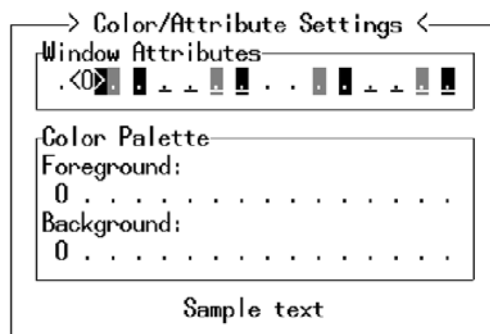 > Color/Attribute Settings <
Window Attributes
.<0>. . . . . . . . . . . . . .
Color Palette
Foreground:
0 . . . . . . . . . . . . . . .
Background:
0 . . . . . . . . . . . . . . .
Sample text